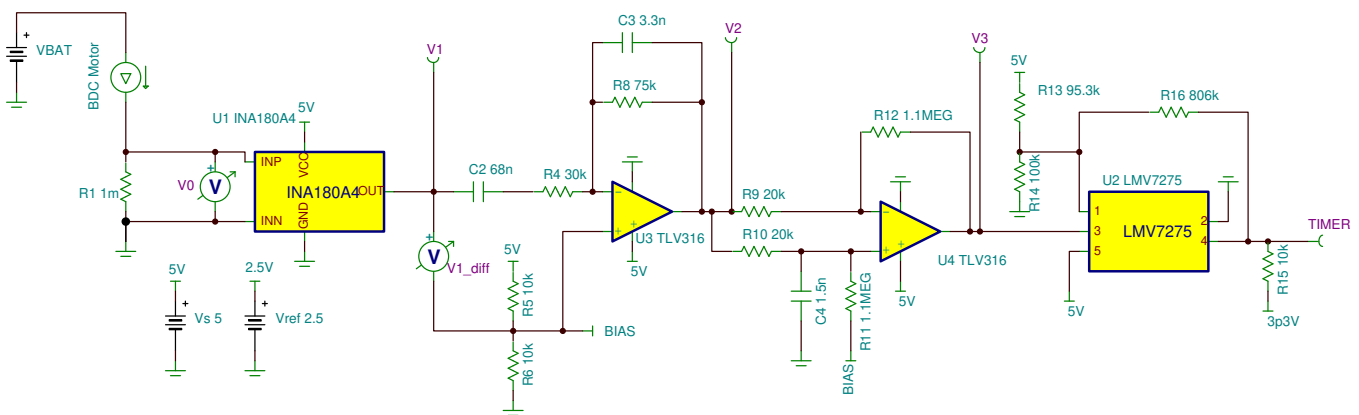 VBAT
BDC Motor
R1 1m
V0
U1 INA180A4
5V
INP
VCC
INA180A4
OUT
INN
GND
5V
Vs 5
2.5V
Vref 2.5
V1
C2 68n
R4 30k
V1_diff
5V
R5 10k
R6 10k
BIAS
C3 3.3n
R8 75k
U3 TLV316
5V
V2
R9 20k
R10 20k
C4 1.5n
R11 1.1MEG
BIAS
R12 1.1MEG
U4 TLV316
5V
V3
5V
R13 95.3k
R14 100k
R16 806k
U2 LMV7275
1
2
3
LMV7275
4
5
5V
TIMER
R15 10k
3p3V